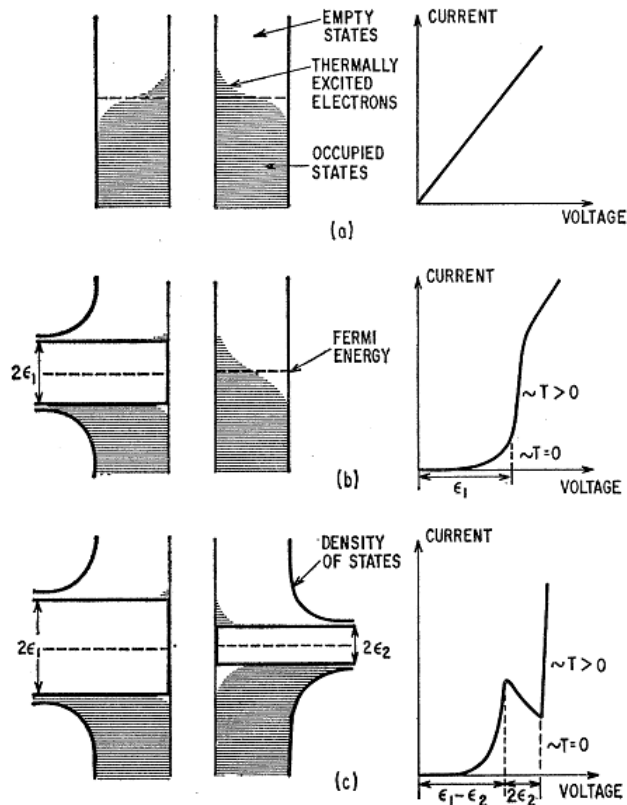 EMPTY
STATES
THERMALLY
EXCITED
ELECTRONS
OCCUPIED
STATES
CURRENT
VOLTAGE
(a)
2ϵ₁
FERMI
ENERGY
CURRENT
~T > 0
~T=0
ϵ₁
VOLTAGE
(b)
DENSITY
OF STATES
2ϵ
2ϵ₂
CURRENT
~T > 0
~T=0
ϵ₁-ϵ₂
2ϵ₂
VOLTAGE
(c)